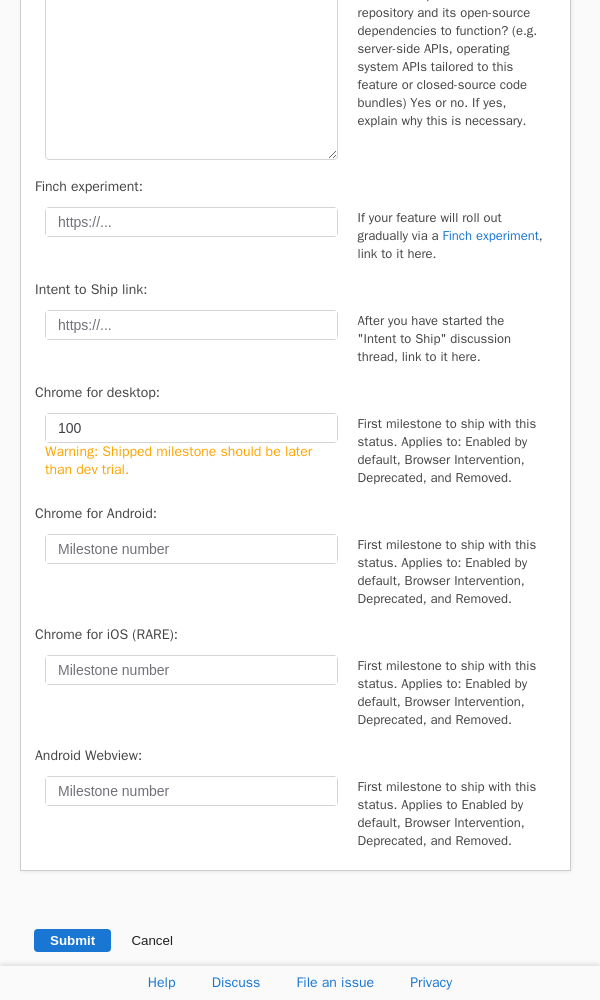 repository and its open-source
dependencies to function? (e.g.
server-side APIs, operating
system APIs tailored to this
feature or closed-source code
bundles) Yes or no. If yes,
explain why this is necessary.
Finch experiment:
https://...
If your feature will roll out
gradually via a Finch experiment,
link to it here.
Intent to Ship link:
https://...
After you have started the
"Intent to Ship" discussion
thread, link to it here.
Chrome for desktop:
100
Warning: Shipped milestone should be later
than dev trial.
First milestone to ship with this
status. Applies to: Enabled by
default, Browser Intervention,
Deprecated, and Removed.
Chrome for Android:
Milestone number
First milestone to ship with this
status. Applies to: Enabled by
default, Browser Intervention,
Deprecated, and Removed.
Chrome for iOS (RARE):
Milestone number
First milestone to ship with this
status. Applies to: Enabled by
default, Browser Intervention,
Deprecated, and Removed.
Android Webview:
Milestone number
First milestone to ship with this
status. Applies to Enabled by
default, Browser Intervention,
Deprecated, and Removed.
Submit Cancel
Help Discuss File an issue Privacy